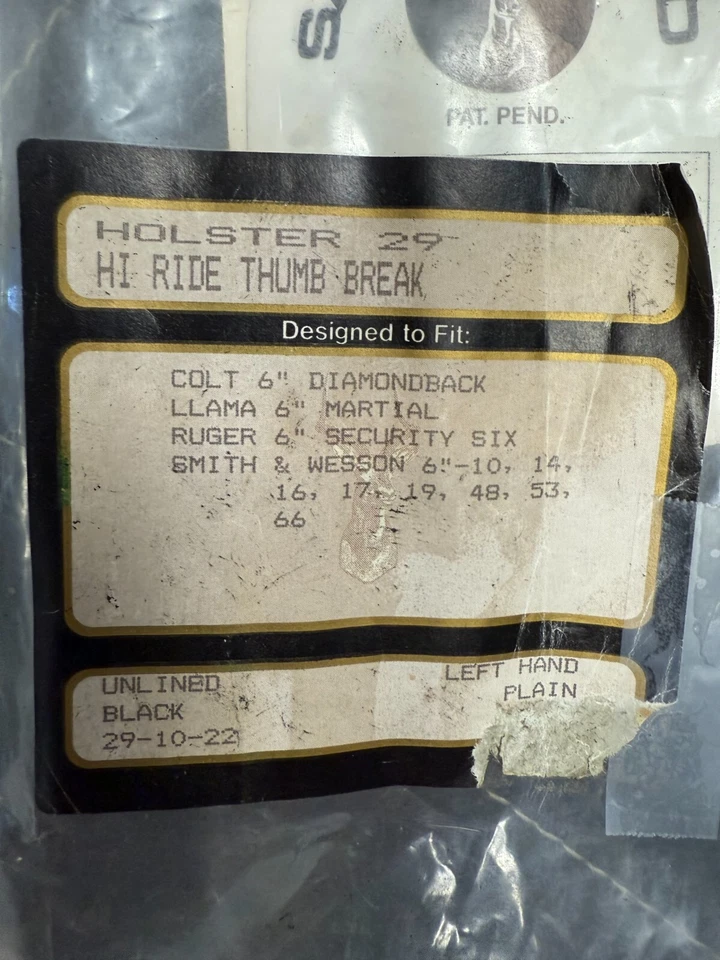 PAT. PEND.
HOLSTER 29
HI RIDE THUMB BREAK
Designed to Fit:
COLT 6" DIAMONDBACK
LLAMA 6" MARTIAL
RUGER 6" SECURITY SIX
SMITH & WESSON 6"-10, 14,
16, 17, 19, 48, 53,
66
UNLINED LEFT HAND
BLACK PLAIN
29-10-22